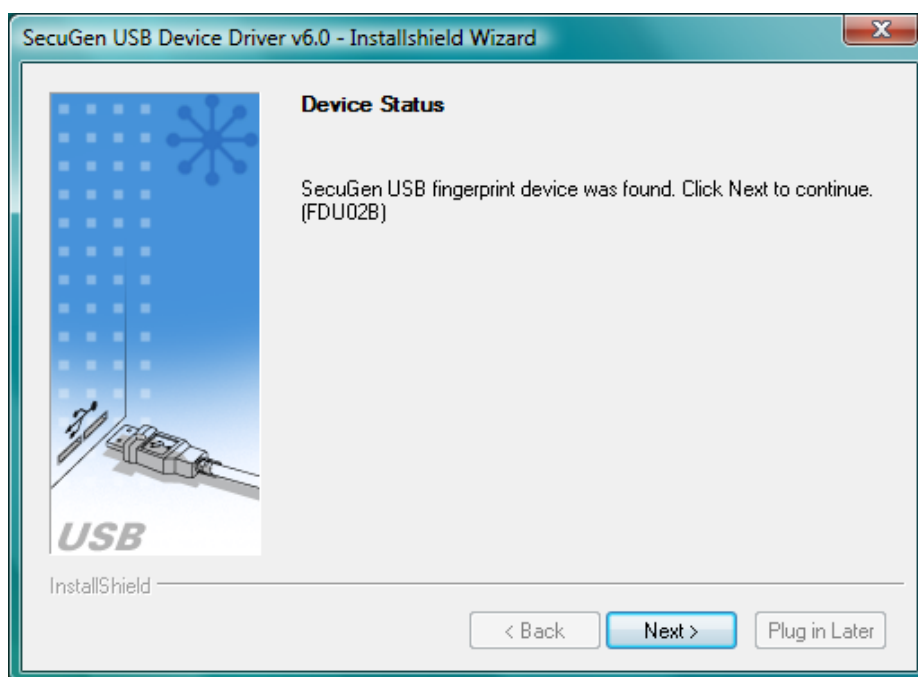 SecuGen USB Device Driver v6.0 - Installshield Wizard
Device Status
SecuGen USB fingerprint device was found. Click Next to continue.
(FDU02B)
USB
InstallShield
< Back
Next >
Plug in Later